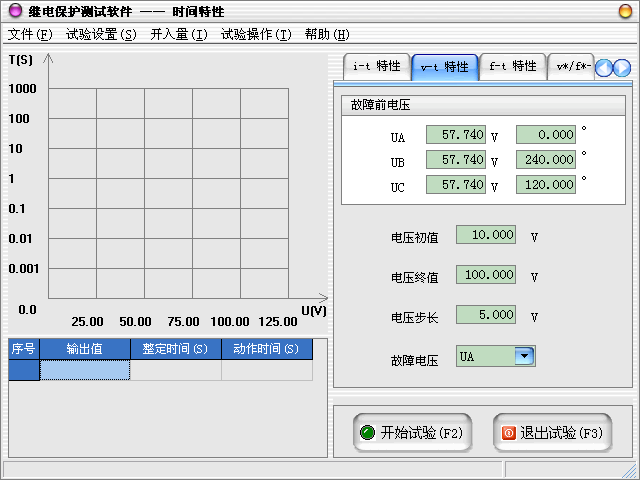 继电保护测试软件 —— 时间特性
文件(F) 试验设置(S) 开入量(I) 试验操作(T) 帮助(H)
T(S)
1000
100
10
1
0.1
0.01
0.001
0.0
25.00 50.00 75.00 100.00 125.00
U(V)
序号 输出值 整定时间(S) 动作时间(S)
i-t 特性 v-t 特性 f-t 特性 v*/f*-
故障前电压
UA 57.740 V 0.000 °
UB 57.740 V 240.000 °
UC 57.740 V 120.000 °
电压初值 10.000 V
电压终值 100.000 V
电压步长 5.000 V
故障电压 UA
开始试验(F2) 退出试验(F3)